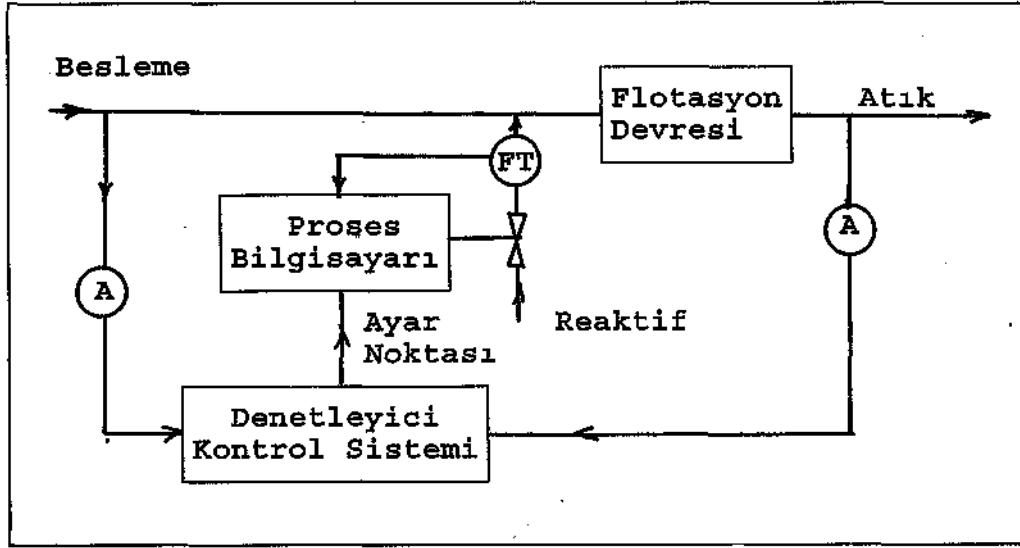 Besleme
Flotasyon
Devresi
Atık
FT
A
Proses
Bilgisayarı
A
Ayar
Noktası
Reaktif
Denetleyici
Kontrol Sistemi